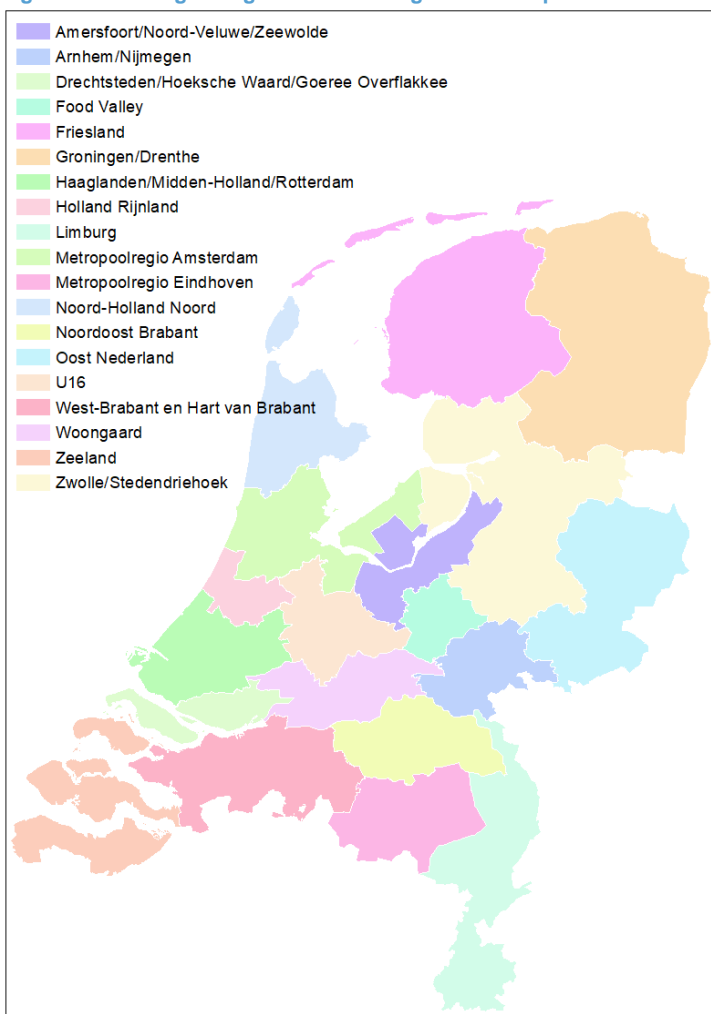 Amersfoort/Noord-Veluwe/Zeewolde
Arnhem/Nijmegen
Drechtsteden/Hoeksche Waard/Goeree Overflakkee
Food Valley
Friesland
Groningen/Drenthe
Haaglanden/Midden-Holland/Rotterdam
Holland Rijnland
Limburg
Metropoolregio Amsterdam
Metropoolregio Eindhoven
Noord-Holland Noord
Noordoost Brabant
Oost Nederland
U16
West-Brabant en Hart van Brabant
Woongaard
Zeeland
Zwolle/Stedendriehoek